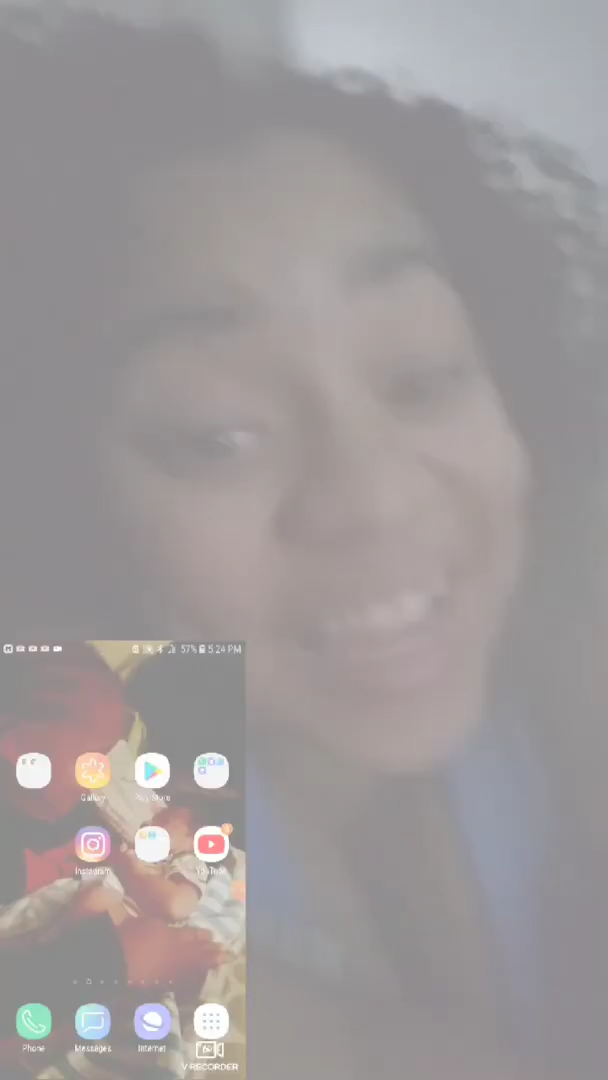 57% 5:24 PM
Gallery
Play Store
Instagram
YouTube
Phone
Messages
Internet
V-RECORDER